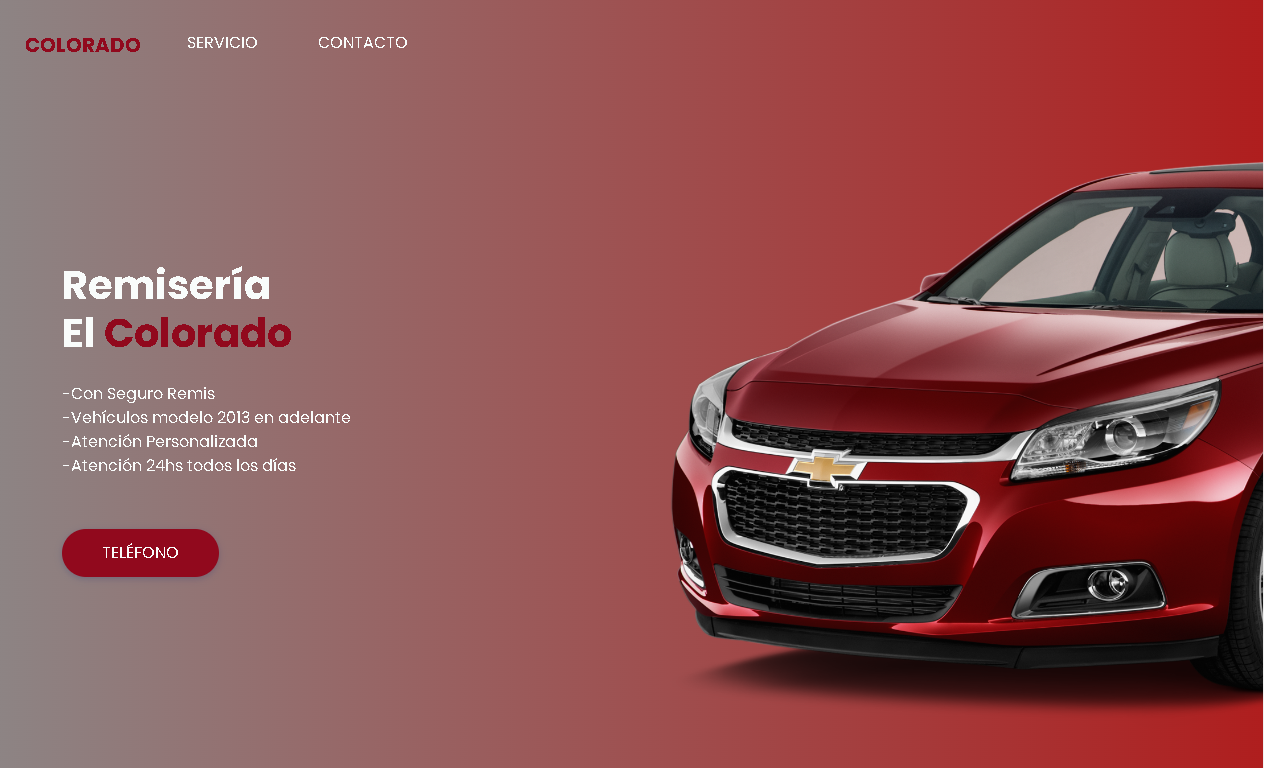 COLORADO
SERVICIO
CONTACTO
Remisería
El Colorado
-Con Seguro Remis
-Vehículos modelo 2013 en adelante
-Atención Personalizada
-Atención 24hs todos los días
TELÉFONO